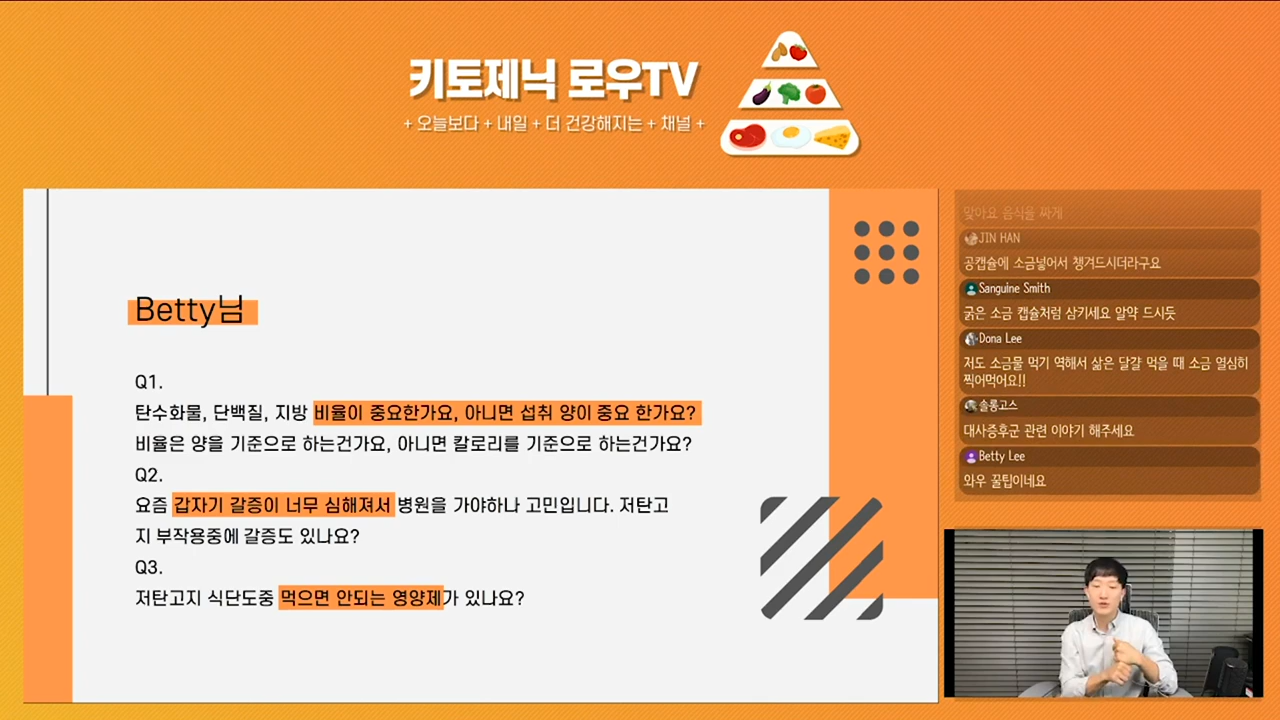 키토제닉 로우TV
+ 오늘보다 + 내일 + 더 건강해지는 + 채널 +
Betty님
Q1.
탄수화물, 단백질, 지방 비율이 중요한가요, 아니면 섭취 양이 중요 한가요?
비율은 양을 기준으로 하는건가요, 아니면 칼로리를 기준으로 하는건가요?
Q2.
요즘 갑자기 갈증이 너무 심해져서 병원을 가야하나 고민입니다. 저탄고
지 부작용중에 갈증도 있나요?
Q3.
저탄고지 식단도중 먹으면 안되는 영양제가 있나요?
맞아요 음식을 짜게
JIN HAN
공캡슐에 소금넣어서 챙겨드시더라구요
Sanguine Smith
굵은 소금 캡슐처럼 삼키세요 알약 드시듯
Dona Lee
저도 소금물 먹기 역해서 삶은 달걀 먹을 때 소금 열심히
찍어먹어요!!
솔롱고스
대사증후군 관련 이야기 해주세요
Betty Lee
와우 꿀팁이네요